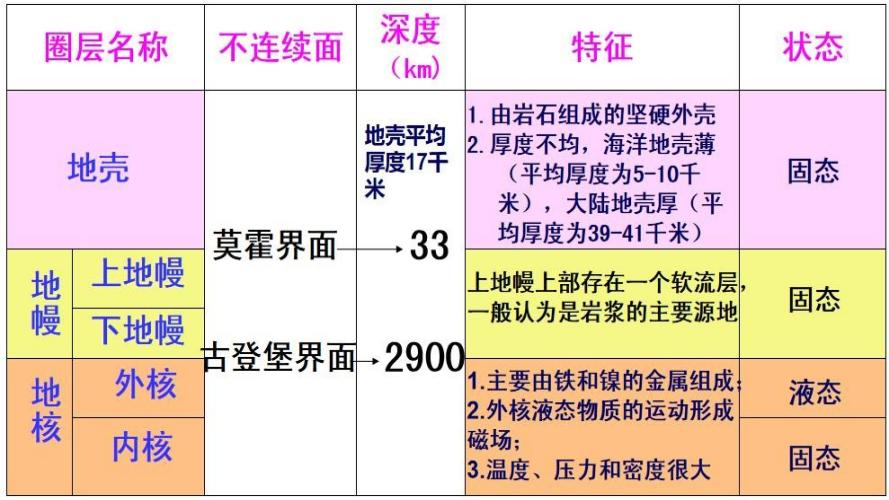 圈层名称
不连续面
深度
（km)
特征
状态
地壳
地壳平均
厚度17千
米
1.由岩石组成的坚硬外壳
2.厚度不均，海洋地壳薄
（平均厚度为5-10千
米），大陆地壳厚（平
均厚度为39-41千米）
固态
莫霍界面
33
地幔
上地幔
下地幔
上地幔上部存在一个软流层，
一般认为是岩浆的主要源地
固态
古登堡界面
2900
地核
外核
内核
1.主要由铁和镍的金属组成；
2.外核液态物质的运动形成
磁场；
3.温度、压力和密度很大
液态
固态